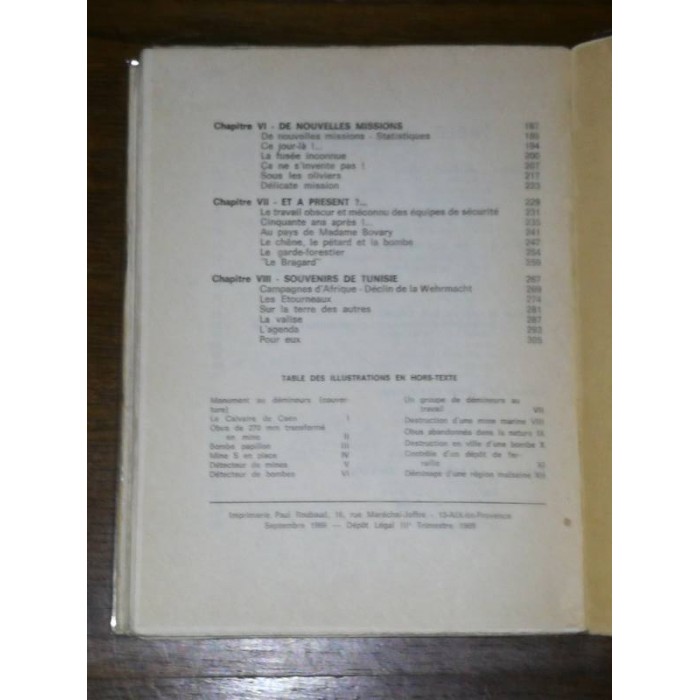 Chapitre VI - DE NOUVELLES MISSIONS 187
De nouvelles missions - Statistiques 195
Ce jour-là !... 194
La fusée inconnue 200
Ce ne s'invente pas ! 207
Sous les oliviers 217
Délicate mission 223
Chapitre VII - ET A PRESENT ?... 229
Le travail obscur et méconnu des équipes de sécurité 231
Cinquante ans après !... 235
Au pays de Madame Bovary 241
Le chêne, le pétard et la bombe 247
Le garde-forestier 254
"Le Bragard" 259
Chapitre VIII - SOUVENIRS DE TUNISIE 267
Campagnes d'Afrique - Déclin de la Wehrmacht 269
Les Etourneaux 274
Sur la terre des autres 281
La valise 287
L'agenda 293
Pour eux 305
TABLE DES ILLUSTRATIONS EN HORS-TEXTE
Monument au démineurs (couver-
ture)
Le Calvaire de Caen I
Obus de 270 mm transformé
en mine II
Bombe papillon III
Mine S en place IV
Détecteur de mines V
Détecteur de bombes VI
Un groupe de démineurs au
travail VII
Destruction d'une mine marine VIII
Obus abandonnés dans la nature IX
Destruction en ville d'une bombe X
Contrôle d'un dépôt de
XI
Déminage d'une région XII
Imprimerie Paul Roubaud, 16, rue Maréchal-Joffre - 13-Aix-en-Provence
Septembre - Dépôt Légal III° Trimestre